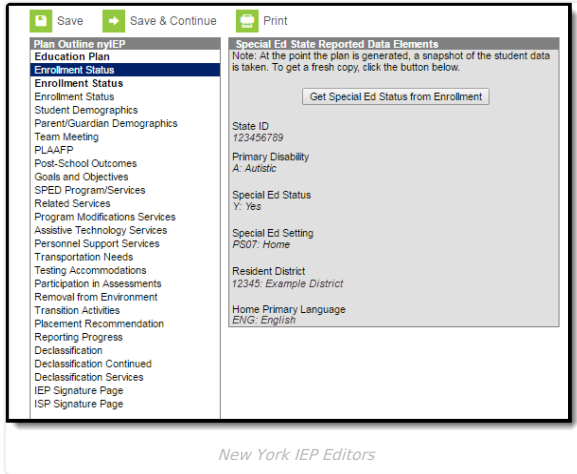 Save
Save & Continue
Print
Plan Outline nyIEP
Education Plan
Enrollment Status
Enrollment Status
Enrollment Status
Student Demographics
Parent/Guardian Demographics
Team Meeting
PLAAFP
Post-School Outcomes
Goals and Objectives
SPED Program/Services
Related Services
Program Modifications Services
Assistive Technology Services
Personnel Support Services
Transportation Needs
Testing Accommodations
Participation in Assessments
Removal from Environment
Transition Activities
Placement Recommendation
Reporting Progress
Declassification
Declassification Continued
Declassification Services
IEP Signature Page
ISP Signature Page
Special Ed State Reported Data Elements
Note: At the point the plan is generated, a snapshot of the student data
is taken. To get a fresh copy, click the button below.
Get Special Ed Status from Enrollment
State ID
123456789
Primary Disability
A: Autistic
Special Ed Status
Y: Yes
Special Ed Setting
PS07: Home
Resident District
12345: Example District
Home Primary Language
ENG: English
New York IEP Editors